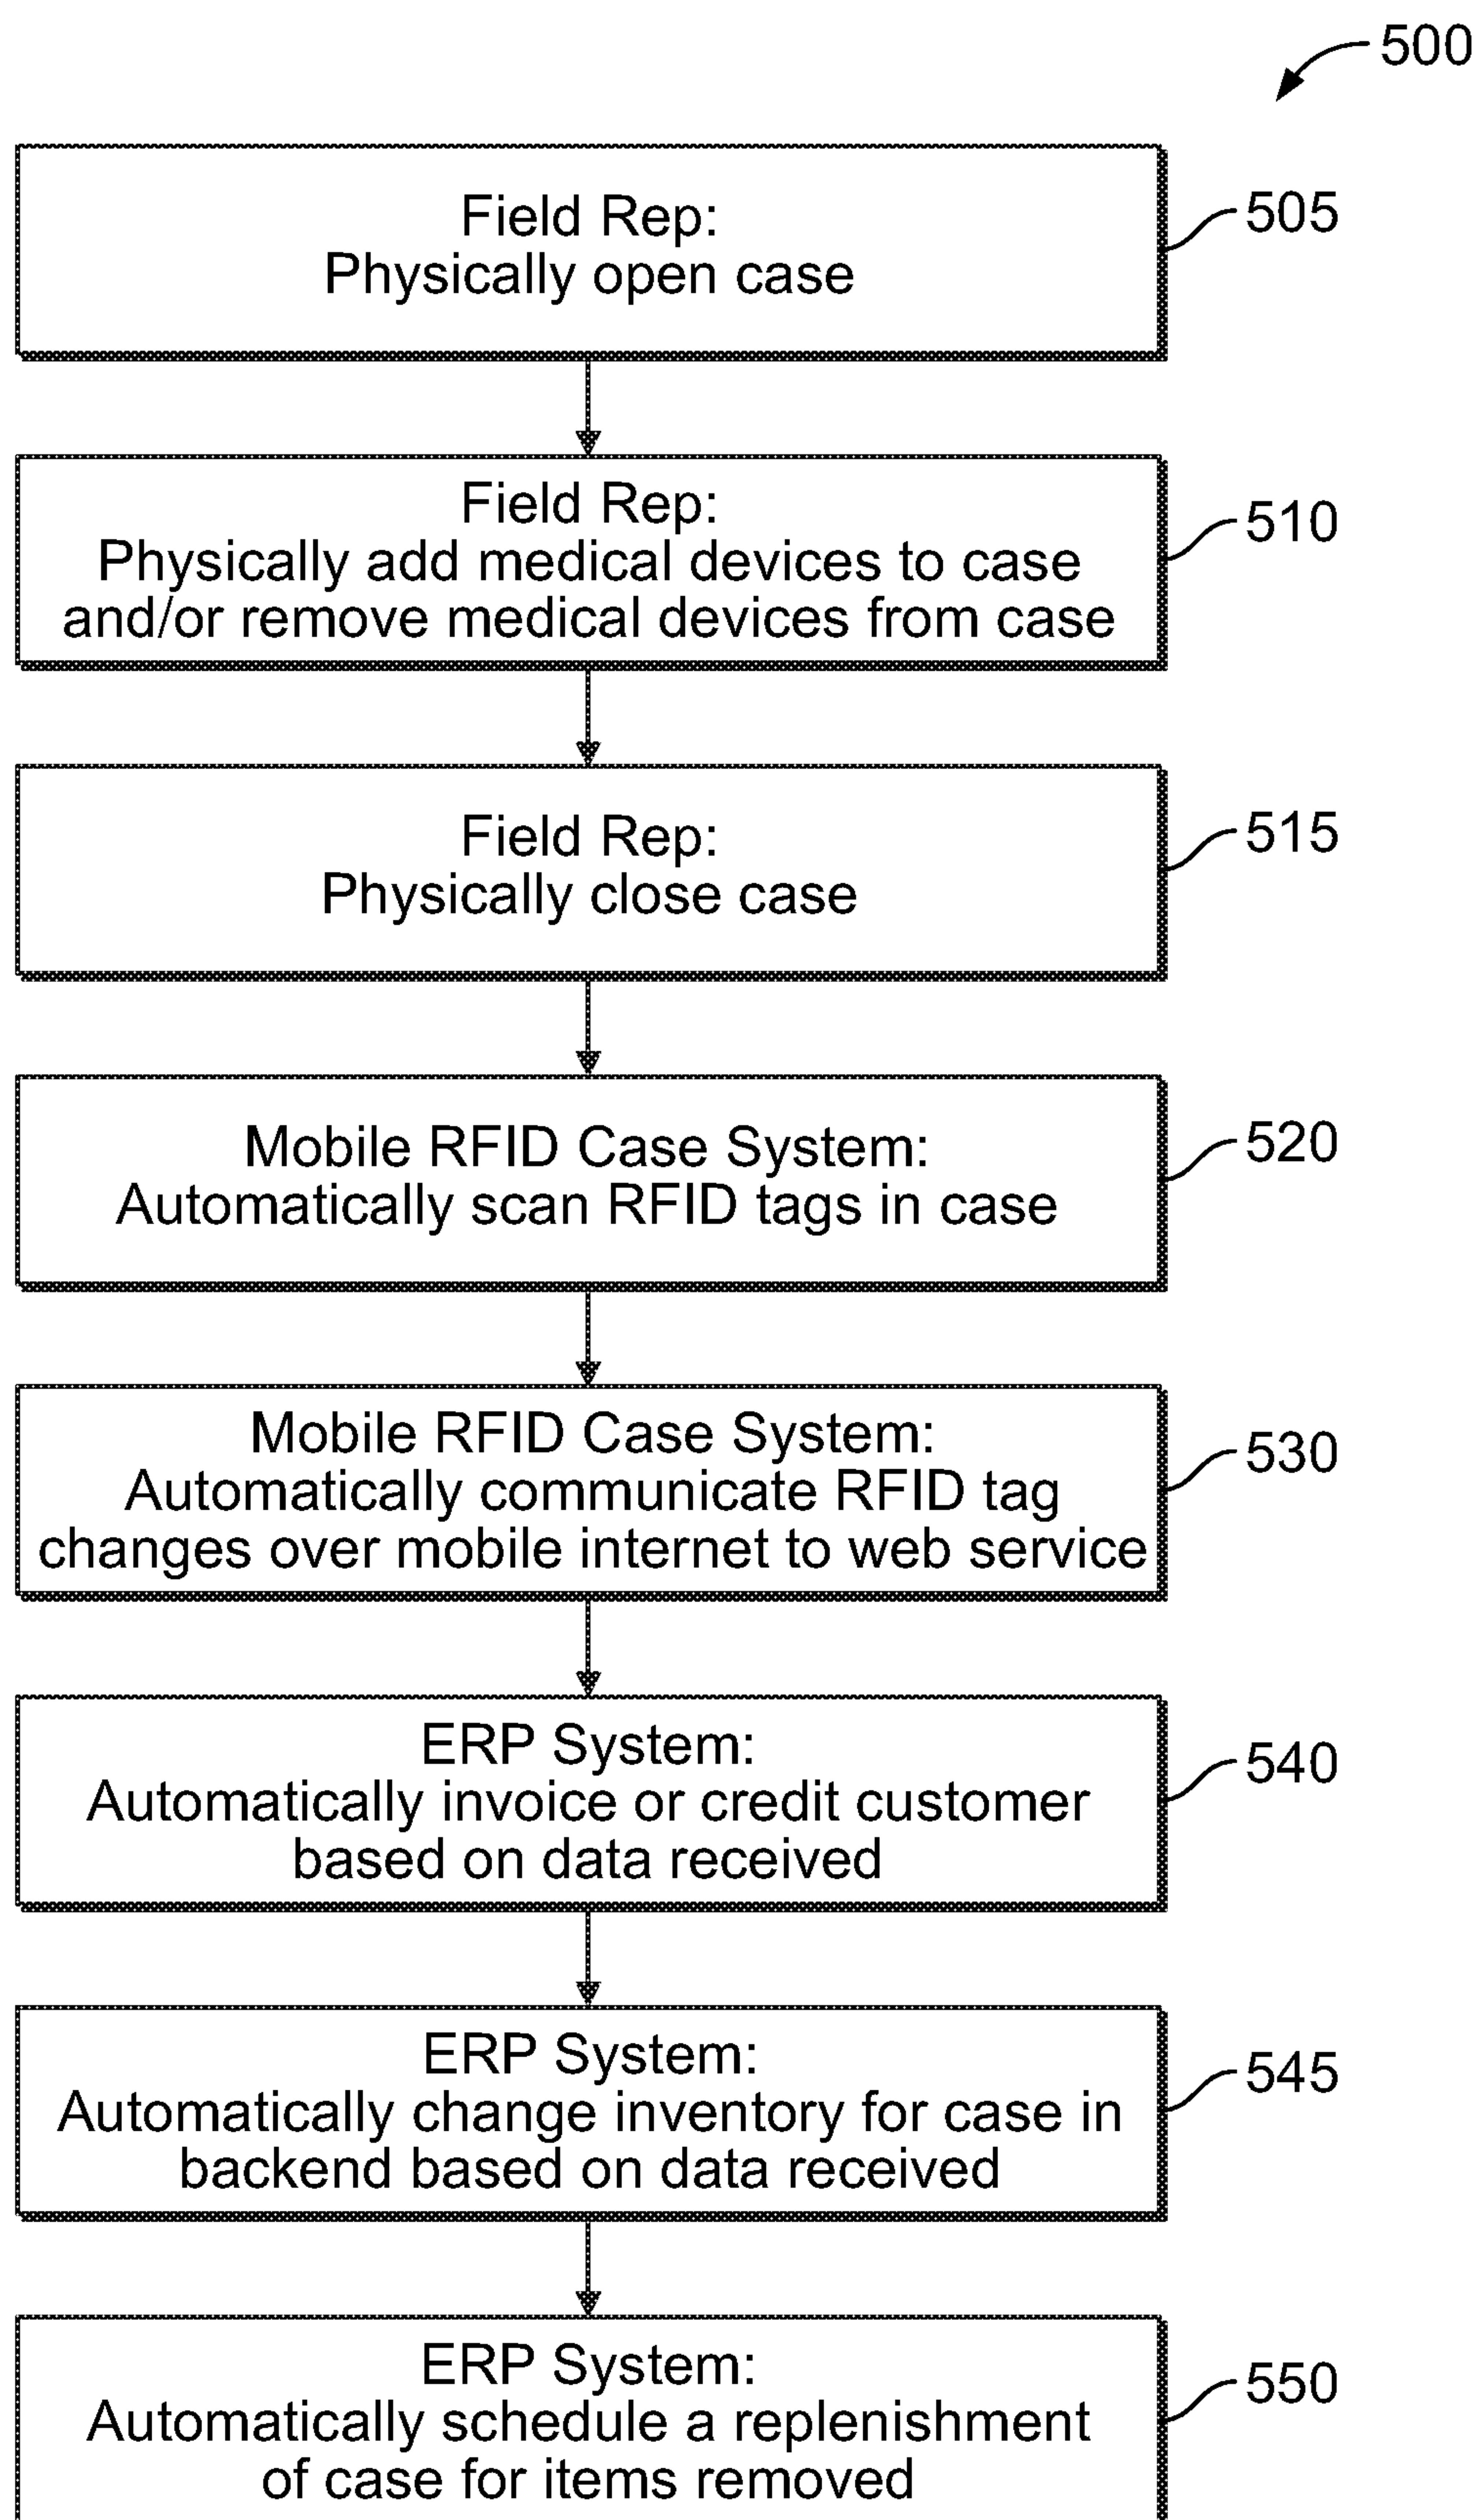 500
Field Rep:
Physically open case
505
Field Rep:
Physically add medical devices to case
and/or remove medical devices from case
510
Field Rep:
Physically close case
515
Mobile RFID Case System:
Automatically scan RFID tags in case
520
Mobile RFID Case System:
Automatically communicate RFID tag
changes over mobile internet to web service
530
ERP System:
Automatically invoice or credit customer
based on data received
540
ERP System:
Automatically change inventory for case in
backend based on data received
545
ERP System:
Automatically schedule a replenishment
of case for items removed
550